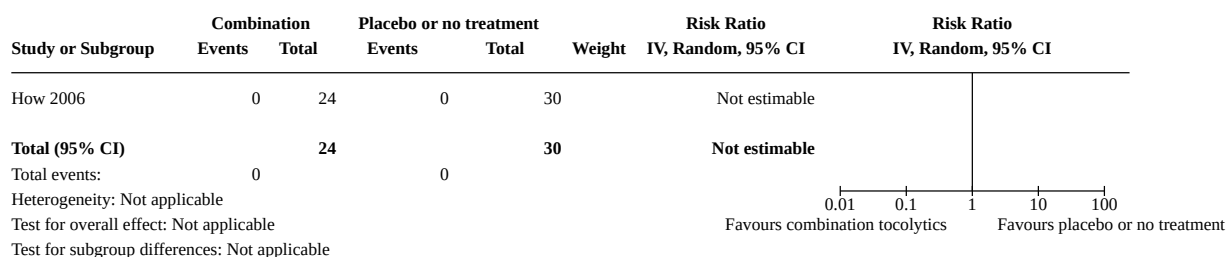 Combination Placebo or no treatment Risk Ratio Risk Ratio
Study or Subgroup Events Total Events Total Weight IV, Random, 95% CI IV, Random, 95% CI
How 2006 0 24 0 30 Not estimable
Total (95% CI) 24 30 Not estimable
Total events: 0 0
Heterogeneity: Not applicable 0.01 0.1 1 10 100
Test for overall effect: Not applicable Favours combination tocolytics Favours placebo or no treatment
Test for subgroup differences: Not applicable